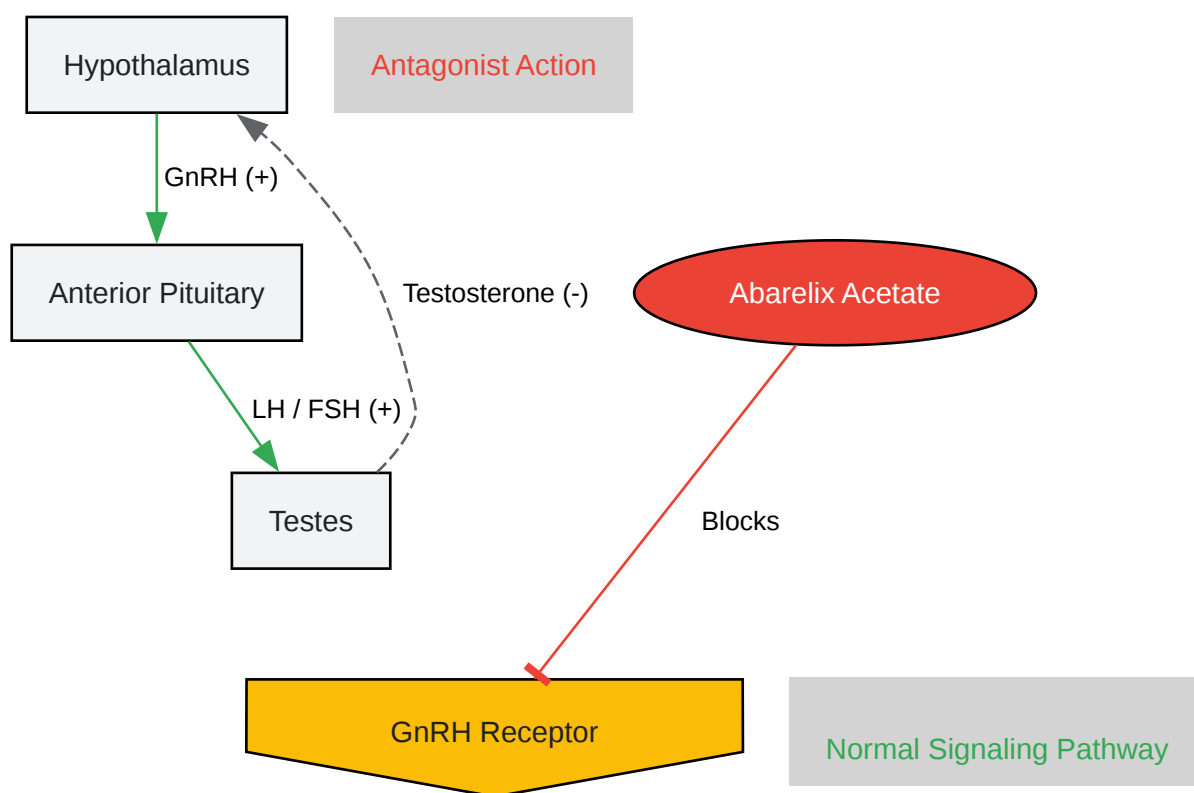 Hypothalamus
Antagonist Action
GnRH (+)
Anterior Pituitary
Testosterone (-)
Abarelix Acetate
LH / FSH (+)
Testes
Blocks
GnRH Receptor
Normal Signaling Pathway